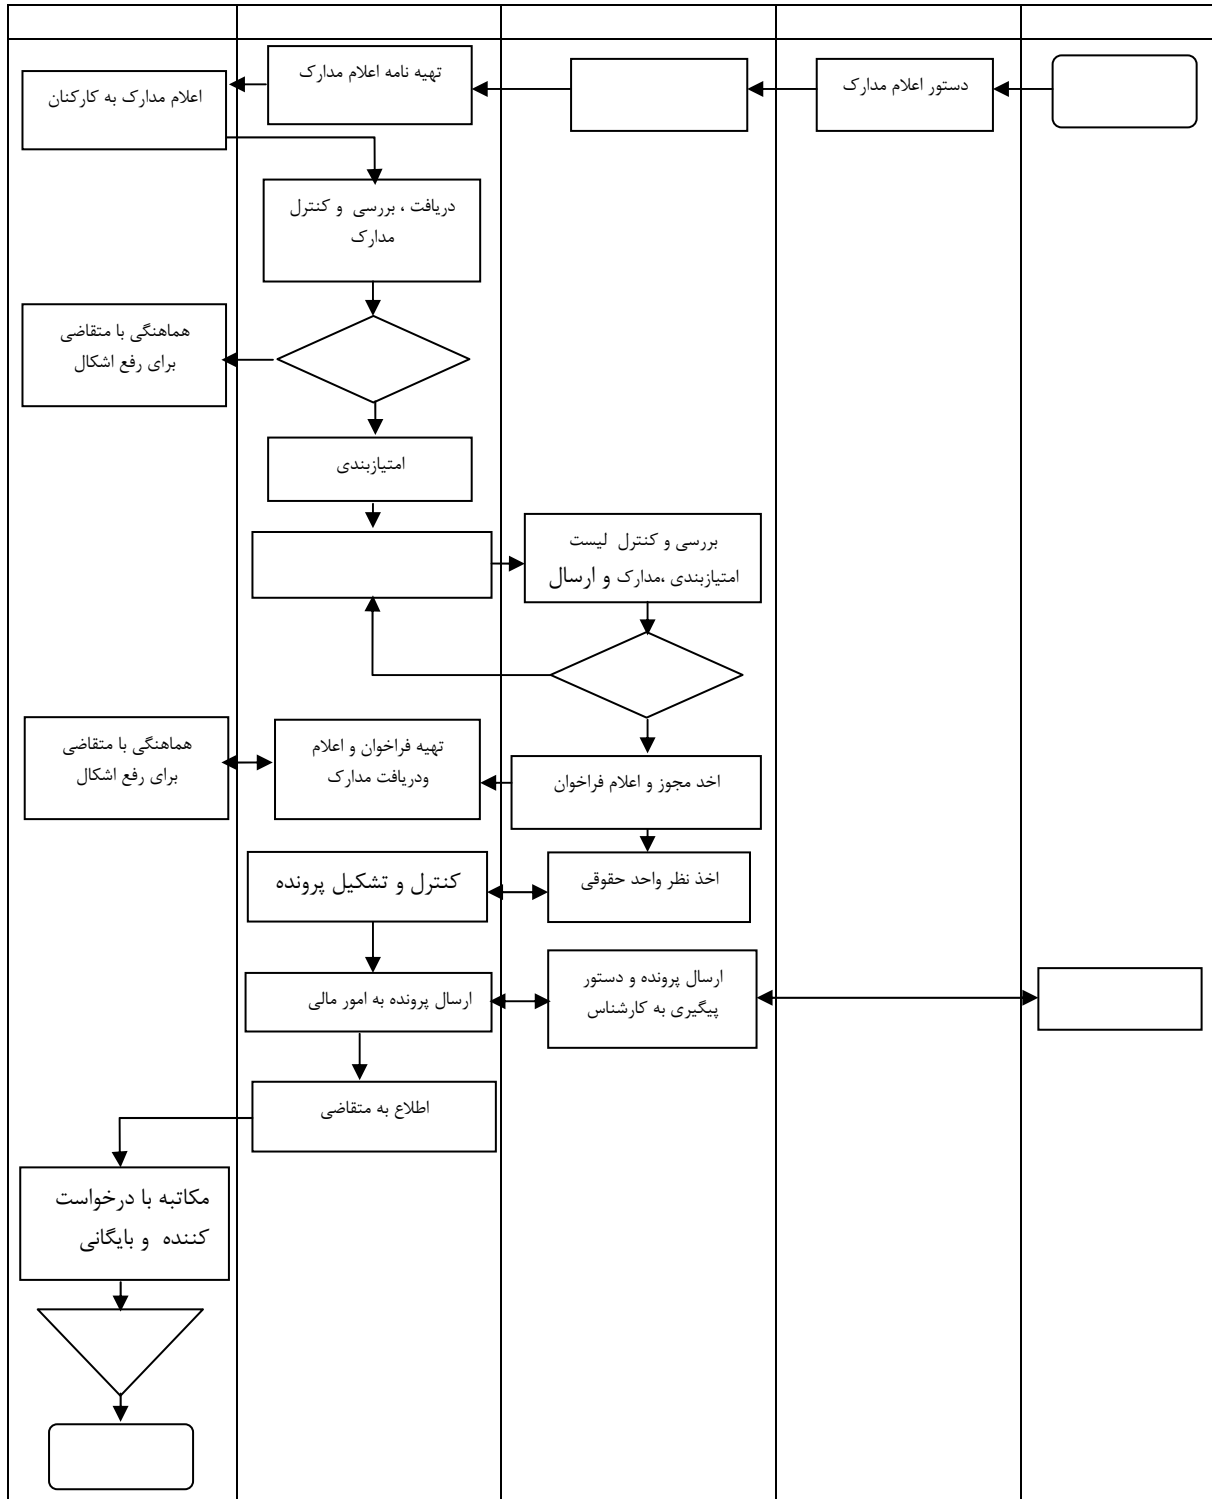 دستور اعلام مدارک
تهیه نامه اعلام مدارک
اعلام مدارک به کارکنان
دریافت ، بررسی و کنترل
مدارک
هماهنگی با متقاضی
برای رفع اشکال
امتیازبندی
بررسی و کنترل لیست
امتیازبندی ،مدارک و ارسال
اخد مجوز و اعلام فراخوان
تهیه فراخوان و اعلام
ودریافت مدارک
هماهنگی با متقاضی
برای رفع اشکال
اخذ نظر واحد حقوقی
کنترل و تشکیل پرونده
ارسال پرونده و دستور
پیگیری به کارشناس
ارسال پرونده به امور مالی
اطلاع به متقاضی
مکاتبه با درخواست
کننده و بایگانی